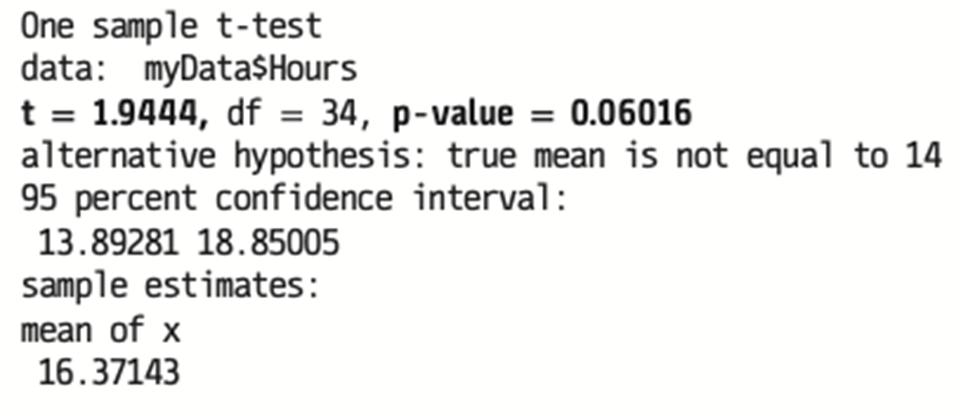 One sample t-test
data:  myData$Hours
t = 1.9444, df = 34, p-value = 0.06016
alternative hypothesis: true mean is not equal to 14
95 percent confidence interval:
 13.89281 18.85005
sample estimates:
mean of x
 16.37143